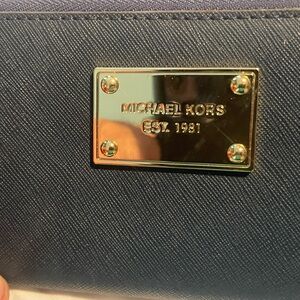 MICHAEL KORS
EST. 1981